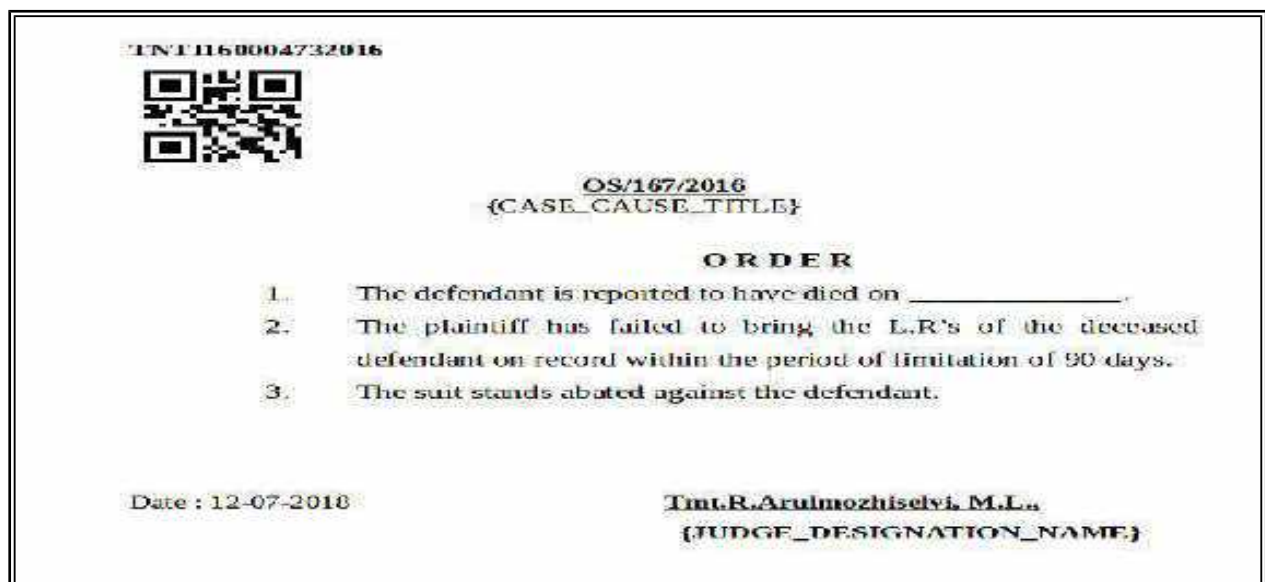 TNTI160004732016
OS/167/2016
{CASE_CAUSE_TITLE}
O R D E R
1. The defendant is reported to have died on _______________.
2. The plaintiff has failed to bring the L.R's of the deceased
defendant on record within the period of limitation of 90 days.
3. The suit stands abated against the defendant.
Date : 12-07-2018
Tmt.R.Arulmozhiselvi, M.L.,
{JUDGE_DESIGNATION_NAME}